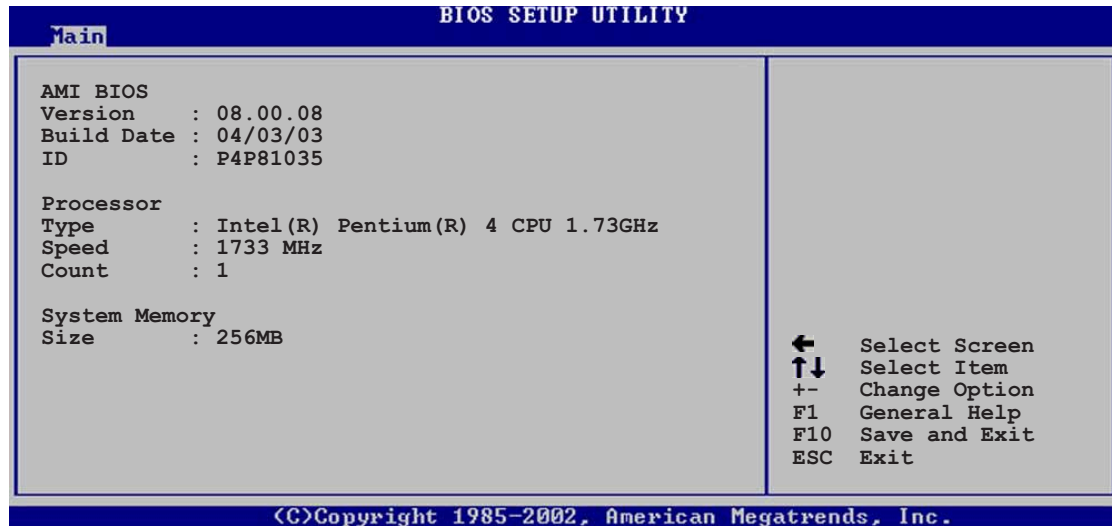 BIOS SETUP UTILITY
Main
AMI BIOS
Version : 08.00.08
Build Date : 04/03/03
ID : P4P81035
Processor
Type : Intel(R) Pentium(R) 4 CPU 1.73GHz
Speed : 1733 MHz
Count : 1
System Memory
Size : 256MB
← Select Screen
↑↓ Select Item
+- Change Option
F1 General Help
F10 Save and Exit
ESC Exit
(C)Copyright 1985-2002, American Megatrends, Inc.